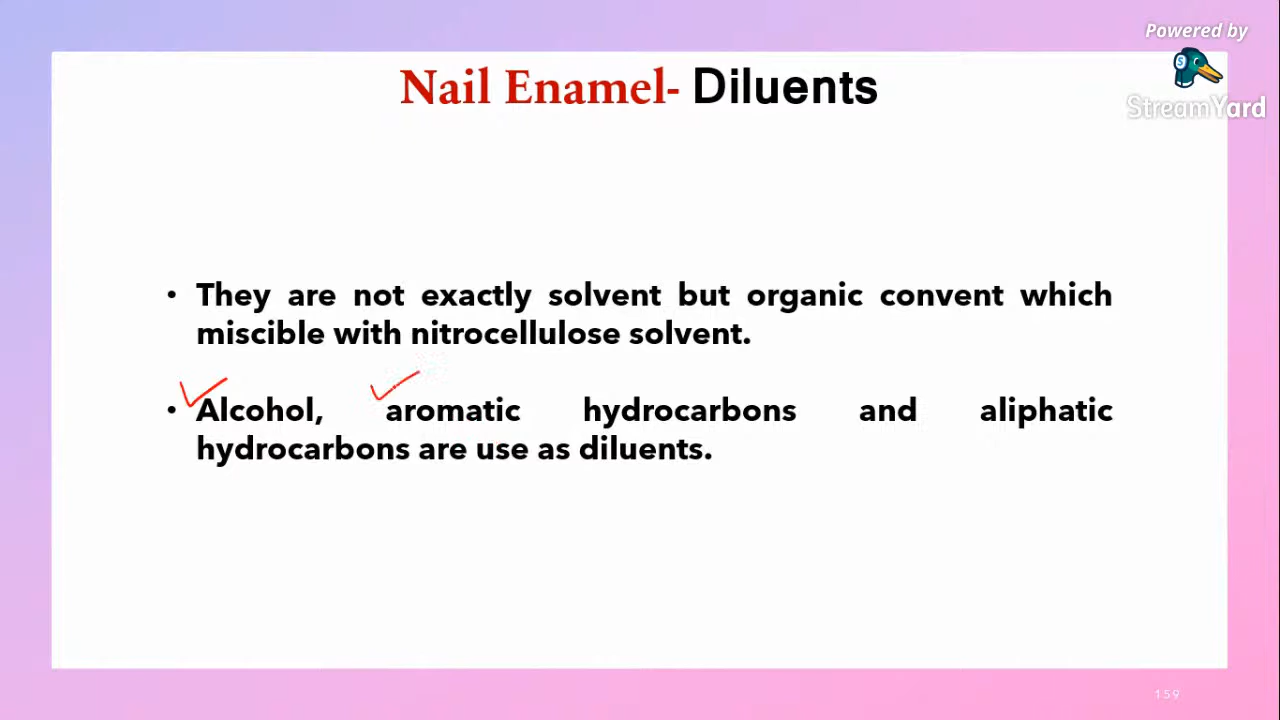 Powered by
StreamYard
Nail Enamel- Diluents
• They are not exactly solvent but organic convent which
miscible with nitrocellulose solvent.
• Alcohol, aromatic hydrocarbons and aliphatic
hydrocarbons are use as diluents.
159